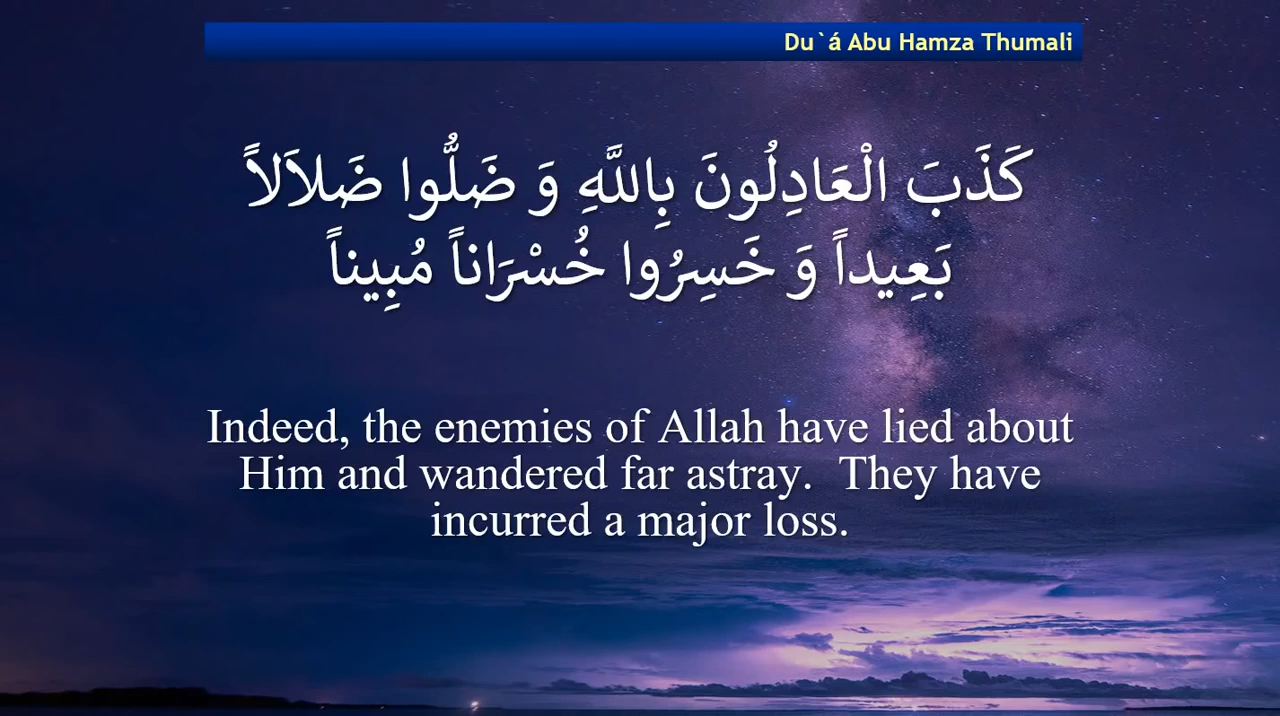 Du`á Abu Hamza Thumali
كَذَبَ الْعَادِلُونَ بِاللَّهِ وَ ضَلُّوا ضَلاَلاً
بَعِيداً وَ خَسِرُوا خُسْرَاناً مُبِيناً
Indeed, the enemies of Allah have lied about
Him and wandered far astray.  They have
incurred a major loss.